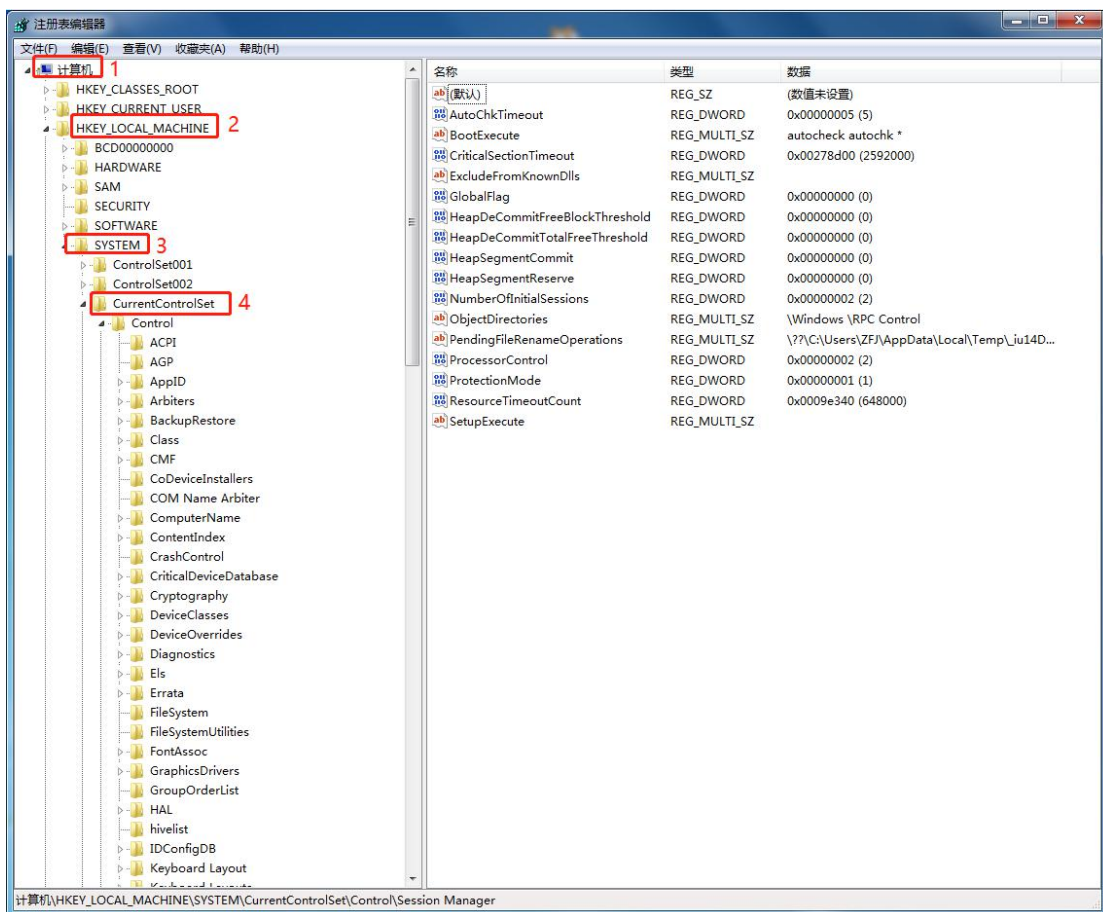 注册表编辑器
文件(F) 编辑(E) 查看(V) 收藏夹(A) 帮助(H)
计算机 1
HKEY_CLASSES_ROOT
HKEY_CURRENT_USER
HKEY_LOCAL_MACHINE 2
BCD00000000
HARDWARE
SAM
SECURITY
SOFTWARE
SYSTEM 3
ControlSet001
ControlSet002
CurrentControlSet 4
Control
ACPI
AGP
AppID
Arbiters
BackupRestore
Class
CMF
CoDeviceInstallers
COM Name Arbiter
ComputerName
ContentIndex
CrashControl
CriticalDeviceDatabase
Cryptography
DeviceClasses
DeviceOverrides
Diagnostics
Els
Errata
FileSystem
FileSystemUtilities
FontAssoc
GraphicsDrivers
GroupOrderList
HAL
hivelist
IDConfigDB
Keyboard Layout
名称 类型 数据
(默认) REG_SZ (数值未设置)
AutoChkTimeout REG_DWORD 0x00000005 (5)
BootExecute REG_MULTI_SZ autocheck autochk *
CriticalSectionTimeout REG_DWORD 0x00278d00 (2592000)
ExcludeFromKnownDlls REG_MULTI_SZ
GlobalFlag REG_DWORD 0x00000000 (0)
HeapDeCommitFreeBlockThreshold REG_DWORD 0x00000000 (0)
HeapDeCommitTotalFreeThreshold REG_DWORD 0x00000000 (0)
HeapSegmentCommit REG_DWORD 0x00000000 (0)
HeapSegmentReserve REG_DWORD 0x00000000 (0)
NumberOfInitialSessions REG_DWORD 0x00000002 (2)
ObjectDirectories REG_MULTI_SZ \Windows \RPC Control
PendingFileRenameOperations REG_MULTI_SZ \??\C:\Users\ZFJ\AppData\Local\Temp\_iu14D...
ProcessorControl REG_DWORD 0x00000002 (2)
ProtectionMode REG_DWORD 0x00000001 (1)
ResourceTimeoutCount REG_DWORD 0x0009e340 (648000)
SetupExecute REG_MULTI_SZ
计算机\HKEY_LOCAL_MACHINE\SYSTEM\CurrentControlSet\Control\Session Manager